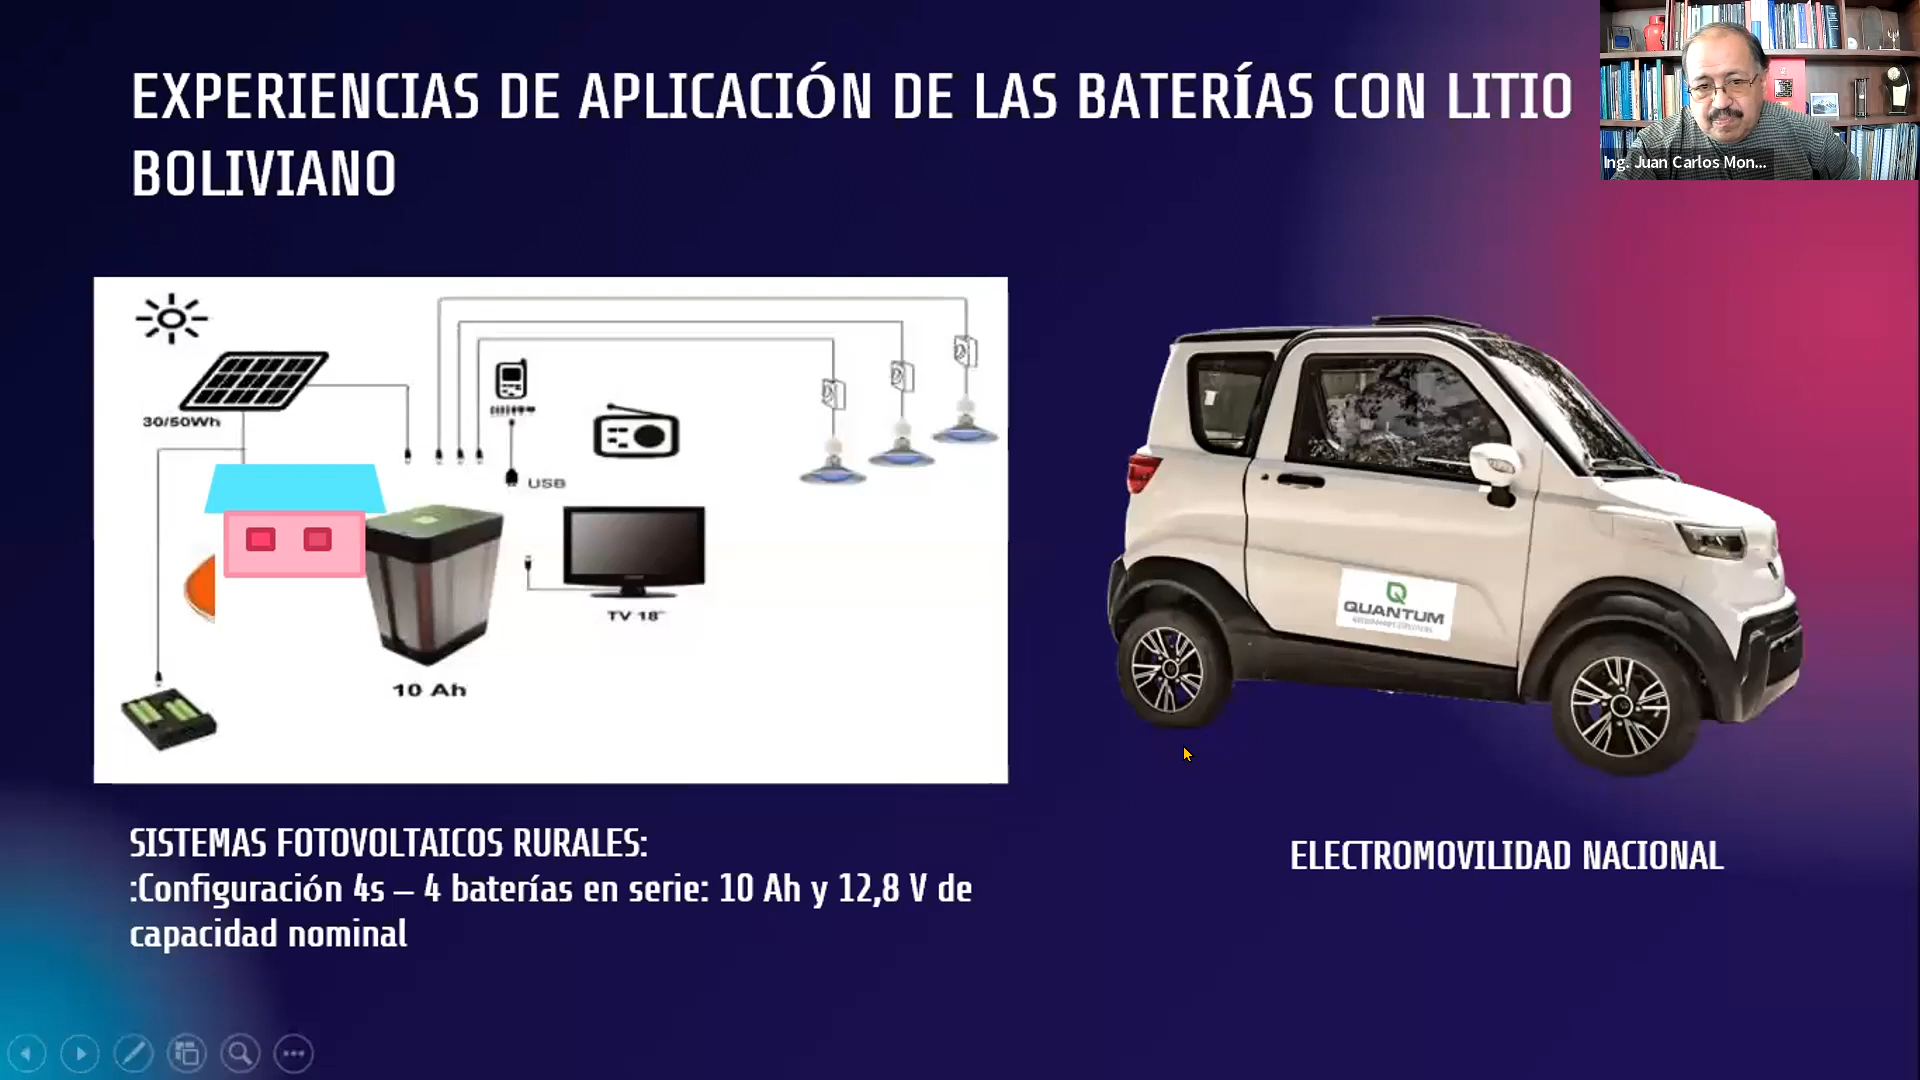 EXPERIENCIAS DE APLICACIÓN DE LAS BATERÍAS CON LITIO
BOLIVIANO
Ing. Juan Carlos Mon...
30/50Wh
USB
TV 18"
10 Ah
QUANTUM
SISTEMAS FOTOVOLTAICOS RURALES:
:Configuración 4s – 4 baterías en serie: 10 Ah y 12,8 V de
capacidad nominal
ELECTROMOVILIDAD NACIONAL